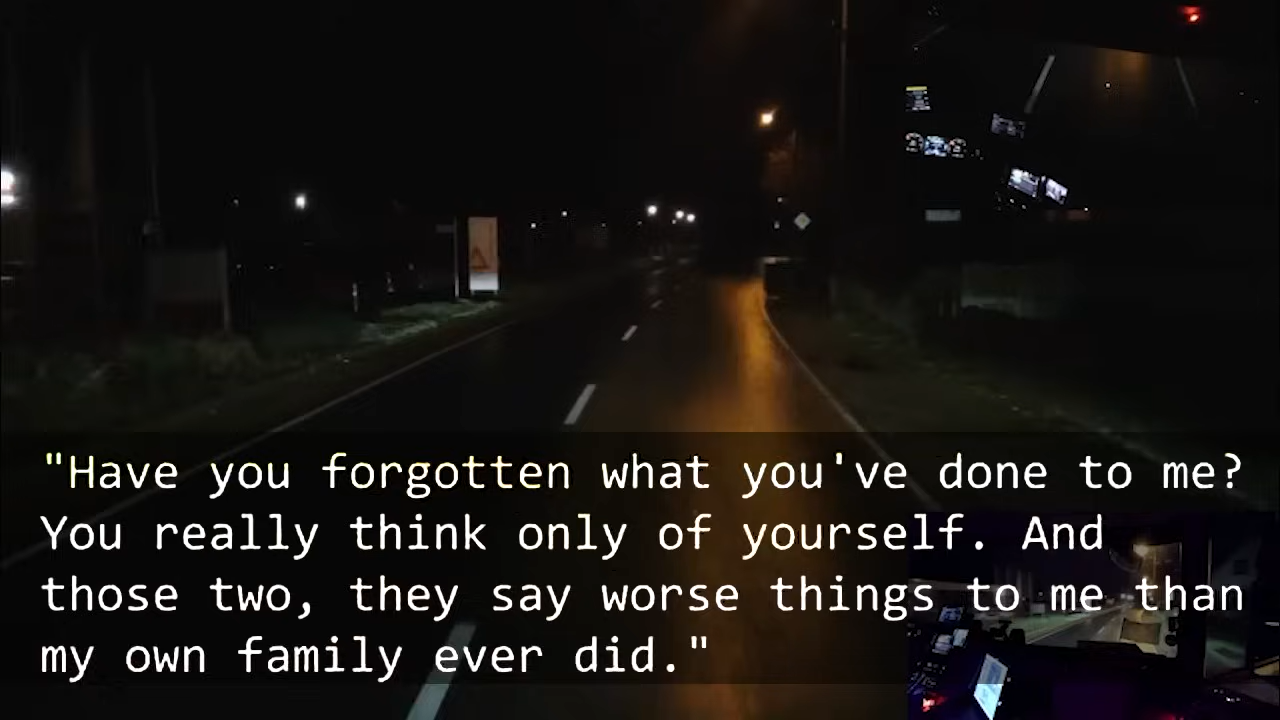 "Have you forgotten what you've done to me?
You really think only of yourself. And
those two, they say worse things to me than
my own family ever did."